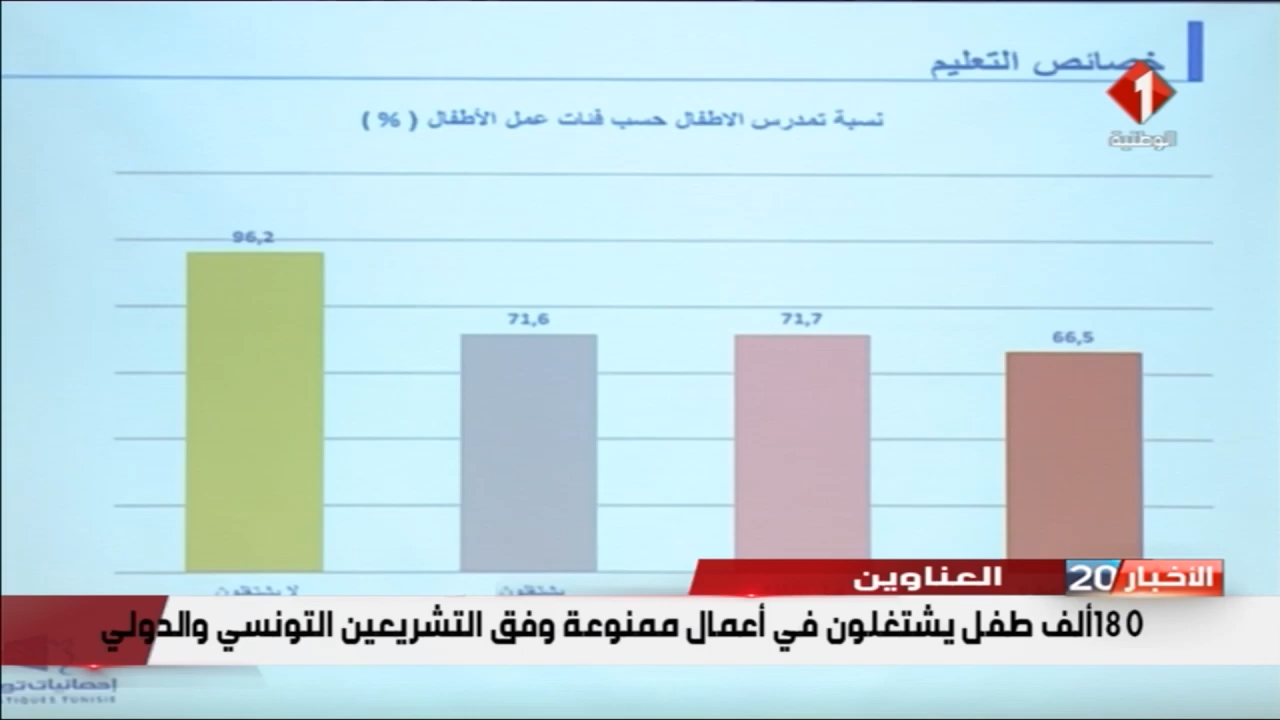 خصائص التعليم
1
الوطنية
نسبة تمدرس الاطفال حسب فئات عمل الأطفال ( % )
96,2
71,6
71,7
66,5
لا يشتغلون
يشتغلون
الأخبار 20
العناوين
180ألف طفل يشتغلون في أعمال ممنوعة وفق التشريعين التونسي والدولي